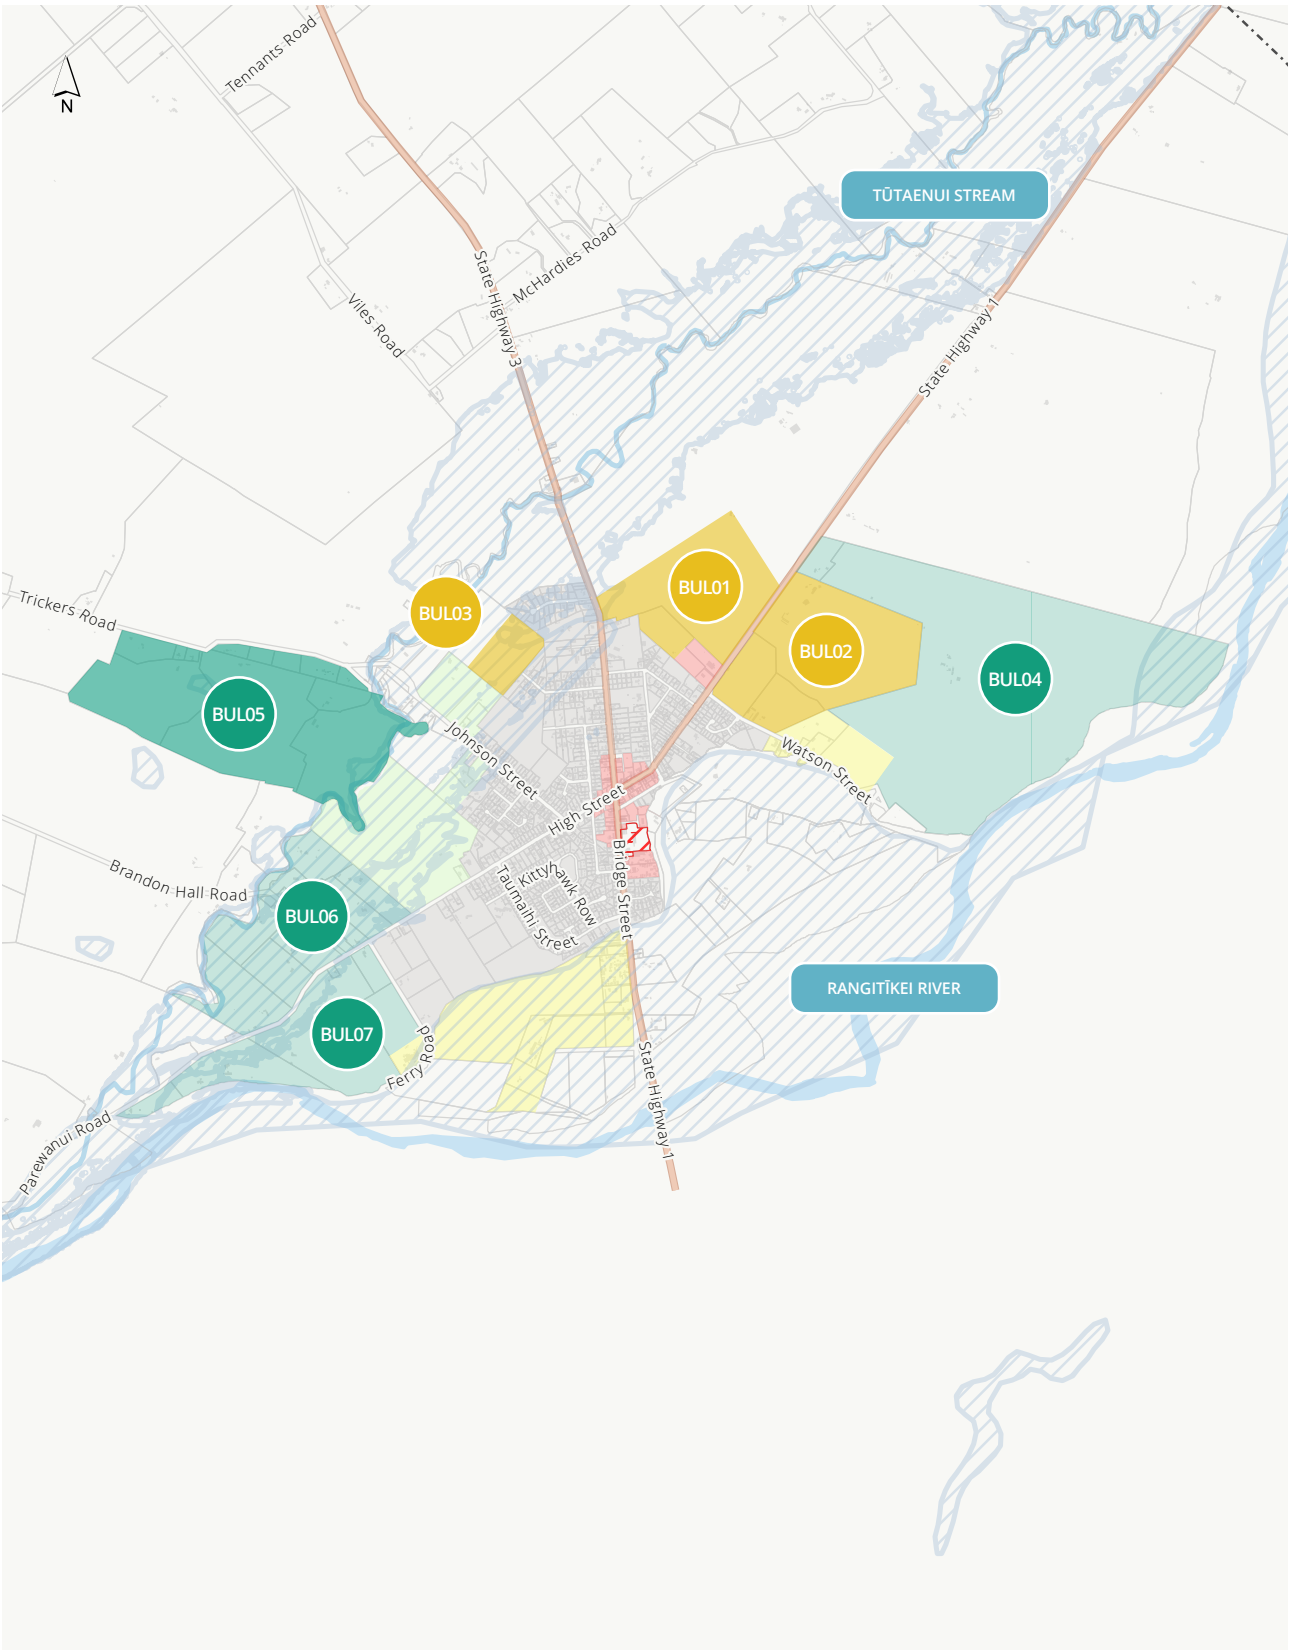 Tennants Road
N
TŪTAENUI STREAM
McHardies Road
State Highway 3
Viles Road
State Highway 1
BUL01
BUL03
Trickers Road
BUL02
BUL04
BUL05
Johnson Street
Watson Street
High Street
Brandon Hall Road
Bridge Street
Kittyhawk Row
Taumaihi Street
BUL06
RANGITĪKEI RIVER
BUL07
Ferry Road
State Highway 1
Parewanui Road